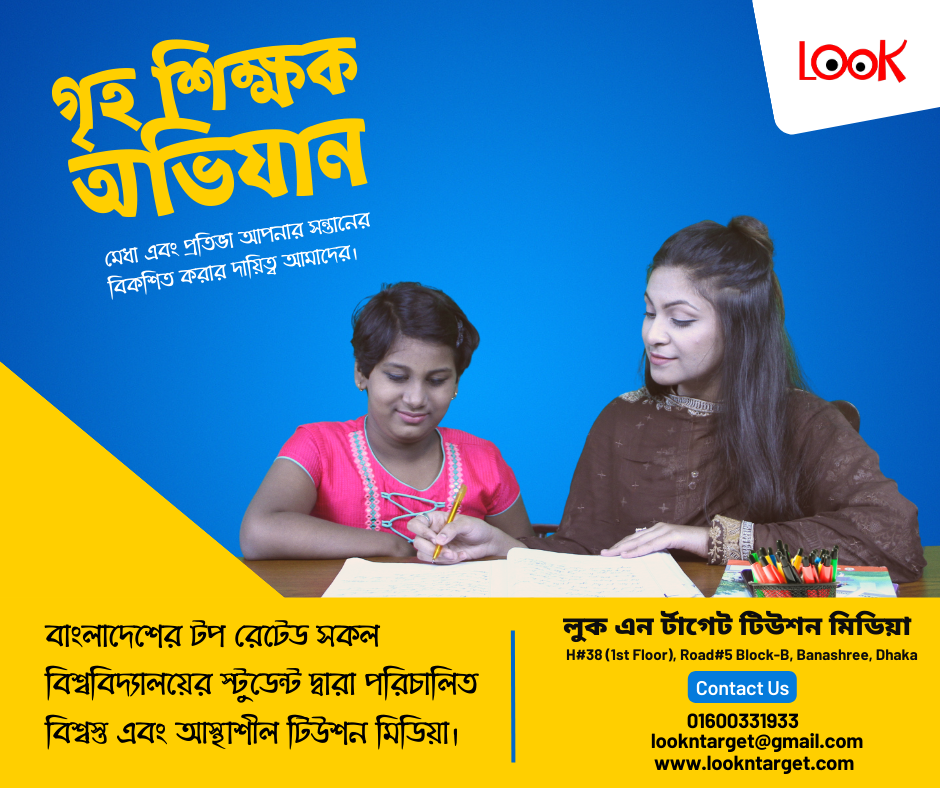 LOOK
গৃহ শিক্ষক
অভিযান
মেধা এবং প্রতিভা আপনার সন্তানের
বিকশিত করার দায়িত্ব আমাদের।
বাংলাদেশের টপ রেটেড সকল
বিশ্ববিদ্যালয়ের স্টুডেন্ট দ্বারা পরিচালিত
বিশ্বস্ত এবং আস্থাশীল টিউশন মিডিয়া।
লুক এন র্টাগেট টিউশন মিডিয়া
H#38 (1st Floor), Road#5 Block-B, Banashree, Dhaka
Contact Us
01600331933
lookntarget@gmail.com
www.lookntarget.com